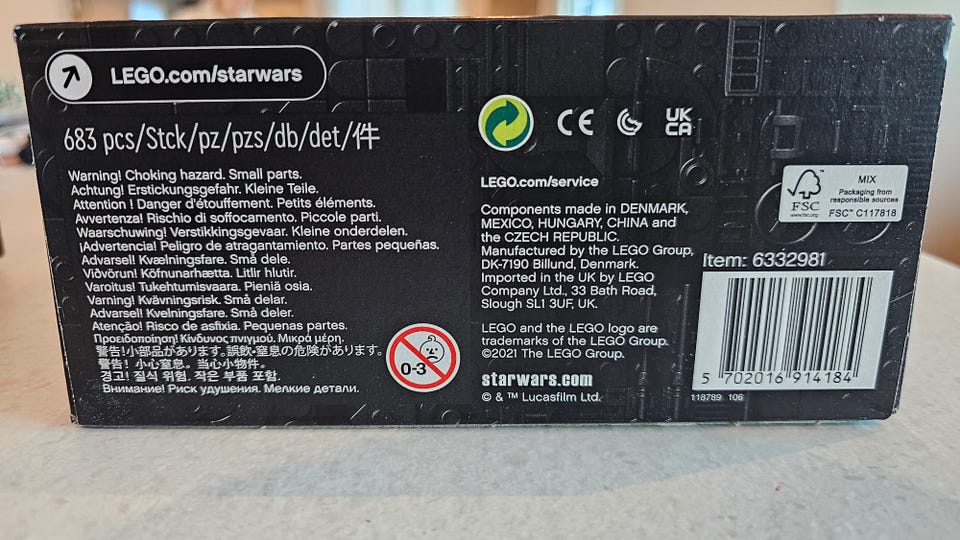 LEGO.com/starwars
683 pcs/Stck/pz/pzs/db/det/件
Warning! Choking hazard. Small parts.
Achtung! Erstickungsgefahr. Kleine Teile.
Attention ! Danger d'étouffement. Petits éléments.
Avvertenza! Rischio di soffocamento. Piccole parti.
Waarschuwing! Verstikkingsgevaar. Kleine onderdelen.
¡Advertencia! Peligro de atragantamiento. Partes pequeñas.
Advarsel! Kvælningsfare. Små dele.
Viðvörun! Köfnunarhætta. Litlir hlutir.
Varoitus! Tukehtumisvaara. Pieniä osia.
Varning! Kvävningsrisk. Små delar.
Advarsel! Kvelningsfare. Små deler.
Atenção! Risco de asfixia. Pequenas partes.
Προειδοποίηση! Κίνδυνος πνιγμού. Μικρά μέρη.
警告!小部品があります。誤飲・窒息の危険があります。
警告! 小心窒息。当心小物件。
경고! 질식 위험. 작은 부품 포함.
Внимание! Риск удушения. Мелкие детали.
0-3
CE
UK
CA
LEGO.com/service
Components made in DENMARK,
MEXICO, HUNGARY, CHINA and
the CZECH REPUBLIC.
Manufactured by the LEGO Group,
DK-7190 Billund, Denmark.
Imported in the UK by LEGO
Company Ltd., 33 Bath Road,
Slough SL1 3UF, UK.
LEGO and the LEGO logo are
trademarks of the LEGO Group.
©2021 The LEGO Group.
starwars.com
© & ™ Lucasfilm Ltd.
FSC™
www.fsc.org
MIX
Packaging from
responsible sources
FSC™ C117818
Item: 6332981
5 702016 914184
118789 106